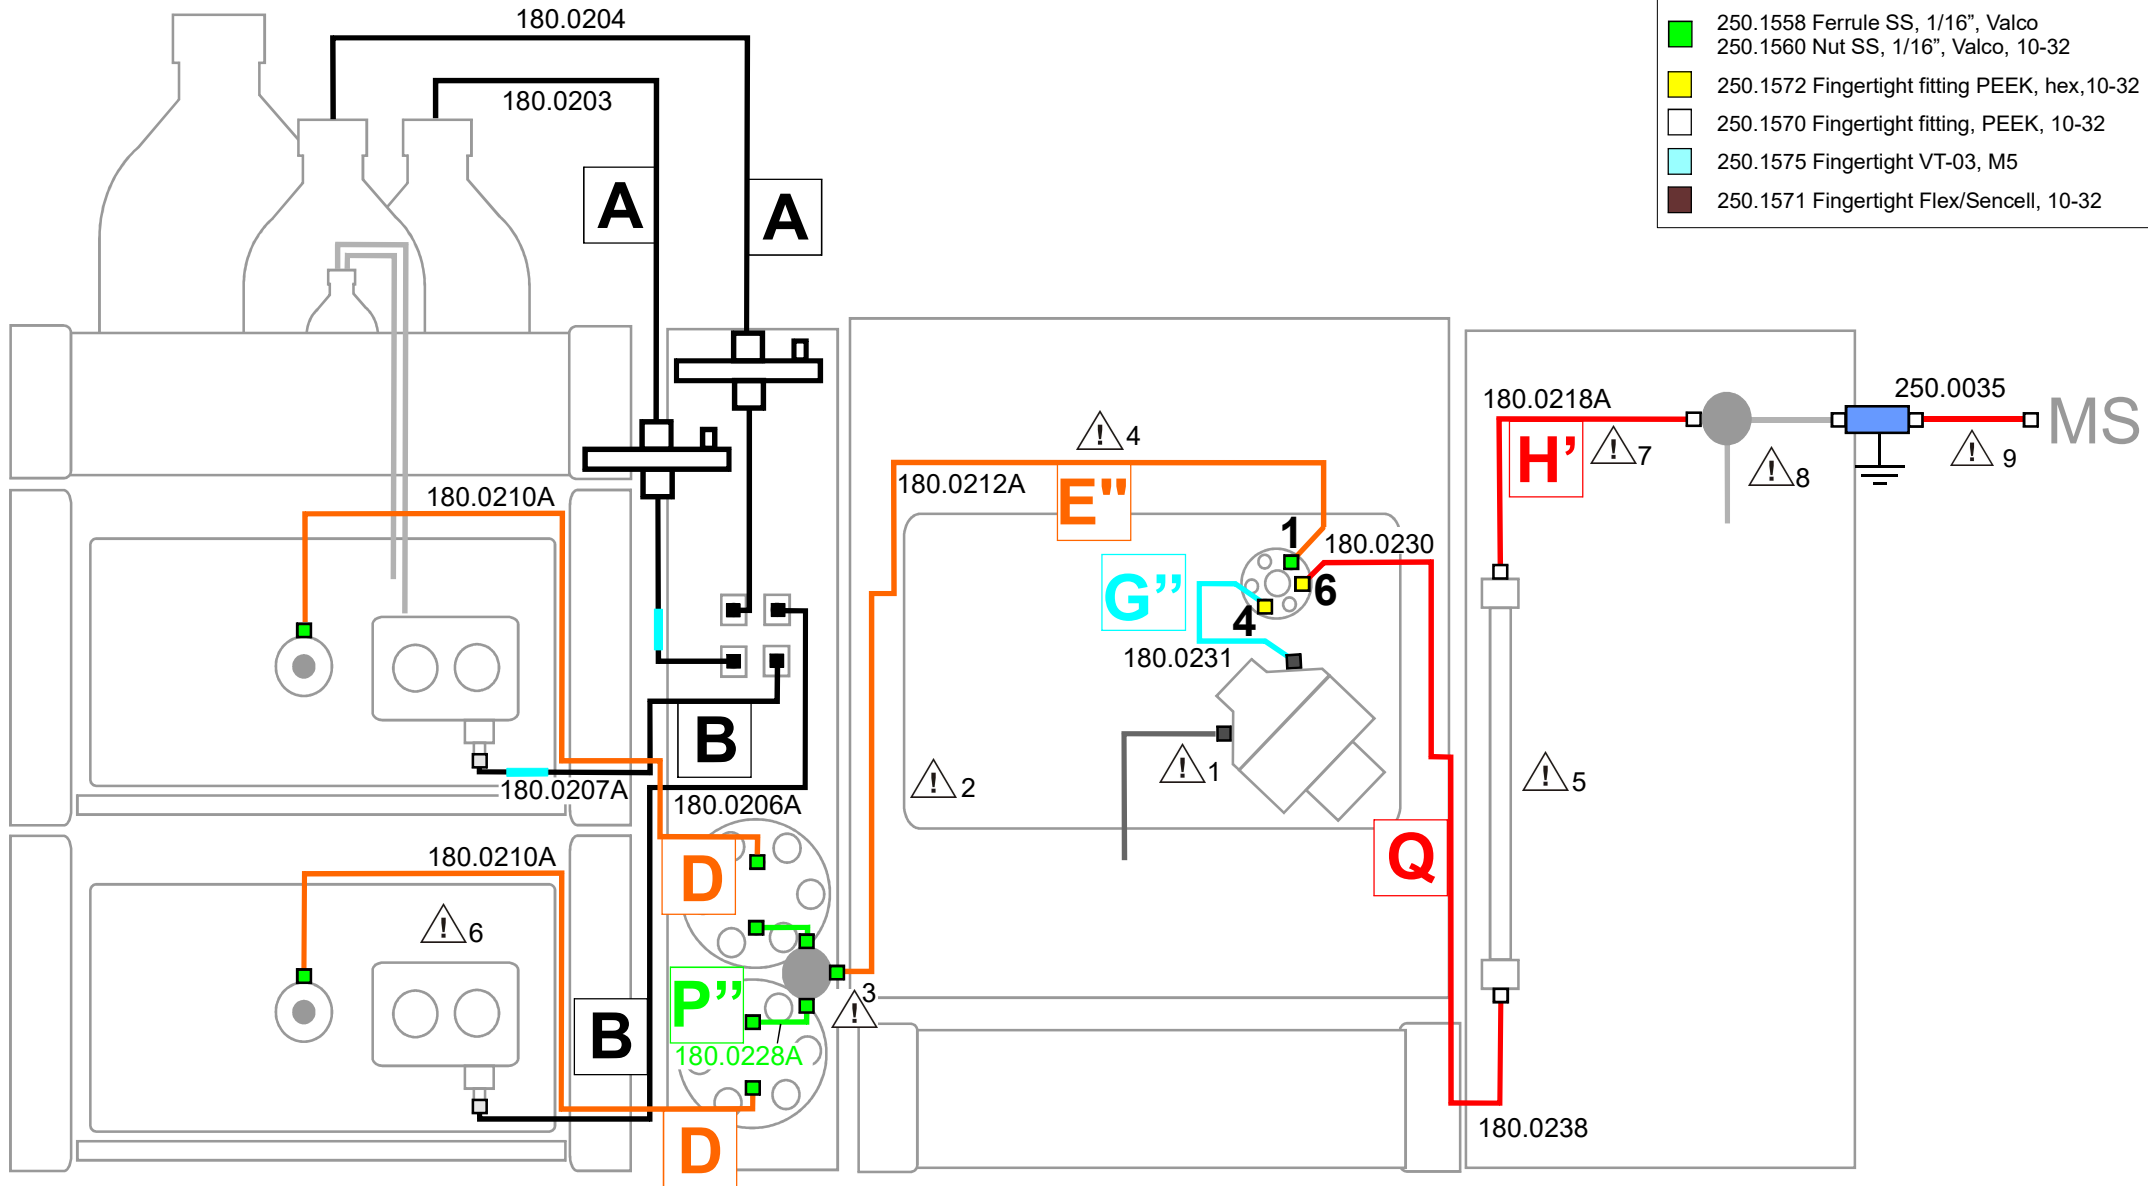 180.0204
250.1558 Ferrule SS, 1/16”, Valco
250.1560 Nut SS, 1/16”, Valco, 10-32
250.1572 Fingertight fitting PEEK, hex,10-32
180.0203
250.1570 Fingertight fitting, PEEK, 10-32
250.1575 Fingertight VT-03, M5
250.1571 Fingertight Flex/Sencell, 10-32
A
A
250.0035
180.0218A
MS
! 4
H’
! 7
! 8
! 9
180.0210A
180.0212A
E"
1
180.0230
G”
6
4
180.0231
B
! 1
! 2
! 5
180.0207A
180.0206A
Q
180.0210A
D
! 6
P”
! 3
B
180.0228A
180.0238
D